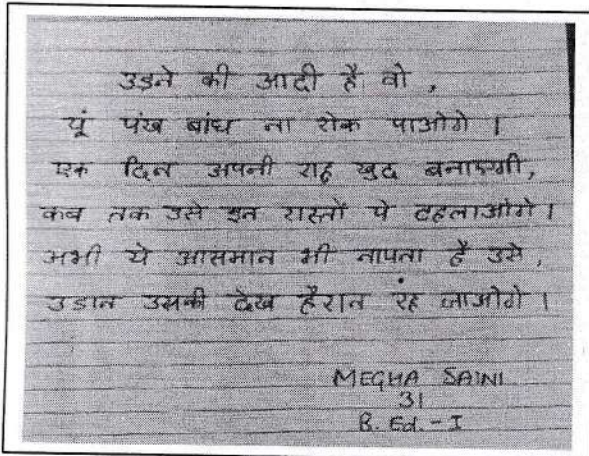 उड़ने की आदी है वो,
यूं पंख बांध ना रोक पाओगे।
एक दिन अपनी राह खुद बनाएगी,
कब तक उसे इन रास्तों पे टहलाओगे।
अभी ये आसमान भी नापना है उसे,
उडान उसकी देख हैरान रह जाओगे।
MEGHA SAINI
31
B. Ed. - I